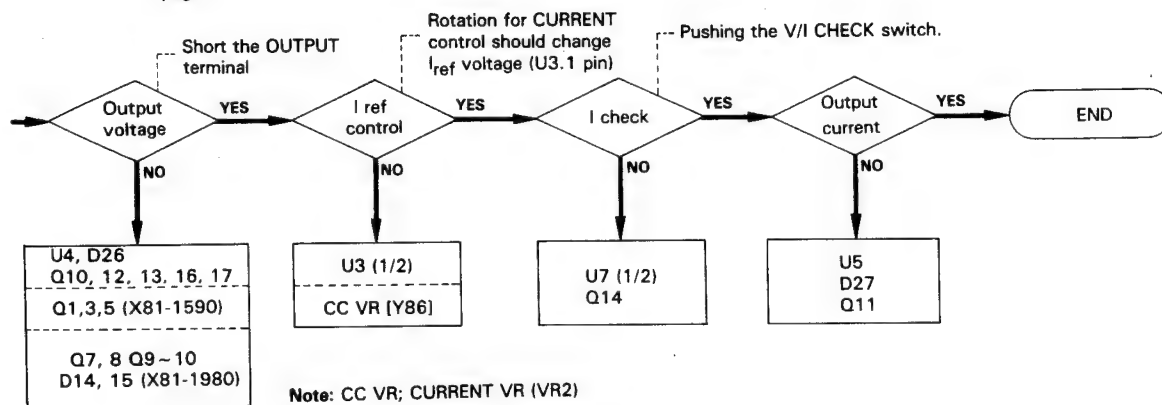 Short the OUTPUT
terminal
Rotation for CURRENT
control should change
Iref voltage (U3.1 pin)
Pushing the V/I CHECK switch.
Output
voltage
YES
NO
I ref
control
YES
NO
I check
YES
NO
Output
current
YES
NO
END
U4, D26
Q10, 12, 13, 16, 17
Q1,3,5 (X81-1590)
Q7, 8 Q9~10
D14, 15 (X81-1980)
U3 (1/2)
CC VR [Y86]
U7 (1/2)
Q14
U5
D27
Q11
Note: CC VR; CURRENT VR (VR2)